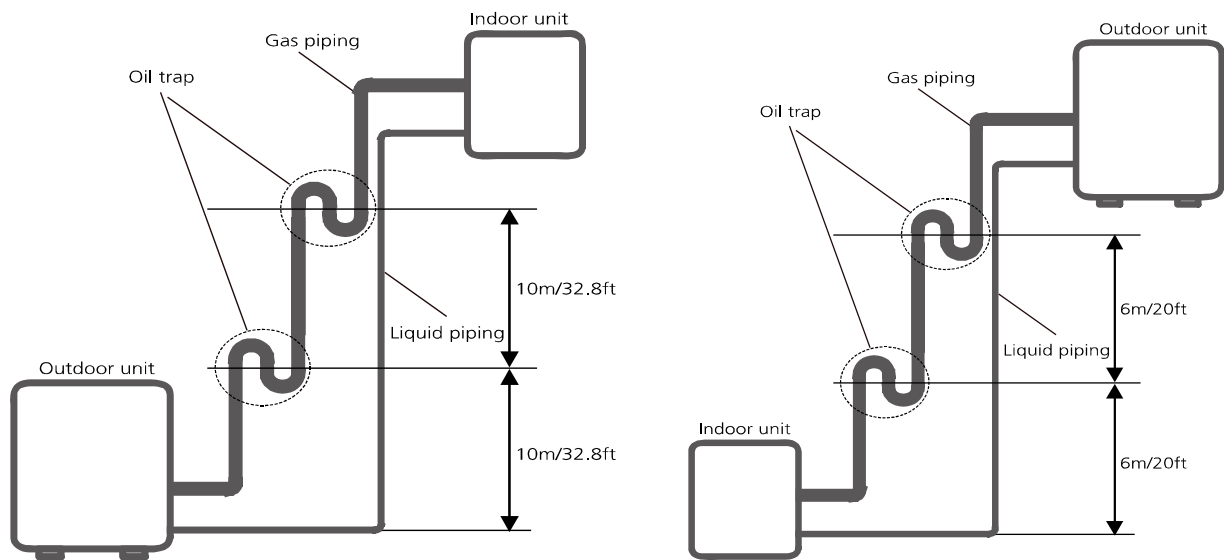 Indoor unit
Gas piping
Oil trap
10m/32.8ft
Liquid piping
Outdoor unit
10m/32.8ft
Outdoor unit
Gas piping
Oil trap
6m/20ft
Liquid piping
Indoor unit
6m/20ft